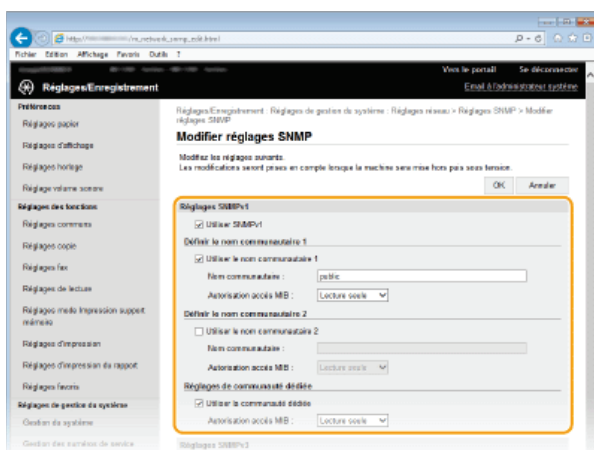 Fichier Edition Affichage Favoris Outils ?
Vers le portail Se déconnecter
Réglages/Enregistrement
Email à l'administrateur système
Préférences
Réglages papier
Réglages d'affichage
Réglages horloge
Réglage volume sonore
Réglages des fonctions
Réglages communs
Réglages copie
Réglages fax
Réglages de lecture
Réglages mode Impression support
mémoire
Réglages d'impression
Réglages d'impression du rapport
Réglages favoris
Réglages de gestion du système
Gestion du système
Gestion des numéros de service
Réglages/Enregistrement : Réglages de gestion du système : Réglages réseau > Réglages SNMP > Modifier
réglages SNMP
Modifier réglages SNMP
Modifiez les réglages suivants.
Les modifications seront prises en compte lorsque la machine sera mise hors puis sous tension.
OK Annuler
Réglages SNMPv1
Utiliser SNMPv1
Définir le nom communautaire 1
Utiliser le nom communautaire 1
Nom communautaire : public
Autorisation accès MIB : Lecture seule
Définir le nom communautaire 2
Utiliser le nom communautaire 2
Nom communautaire :
Autorisation accès MIB : Lecture seule
Réglages de communauté dédiée
Utiliser la communauté dédiée
Autorisation accès MIB : Lecture seule
Réglages SNMPv3